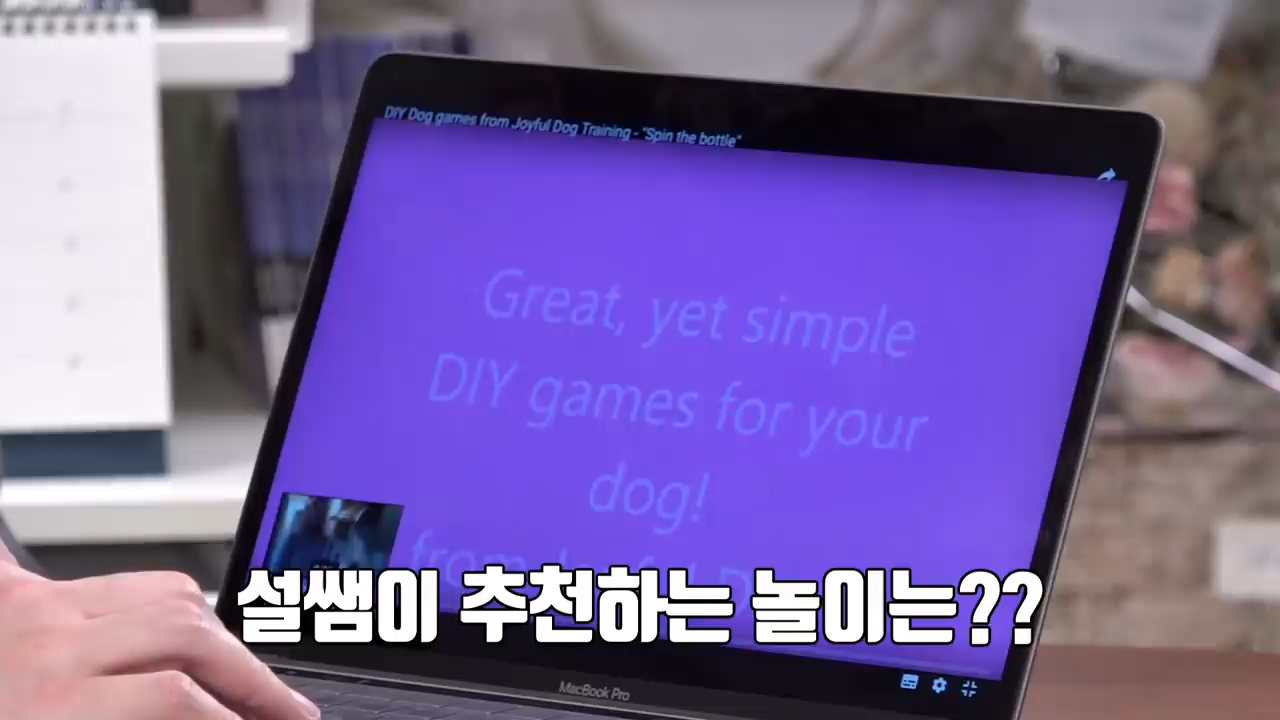 DIY Dog games from Joyful Dog Training - "Spin the bottle"
Great, yet simple
DIY games for your
dog!
from
설쌤이 추천하는 놀이는??
MacBook Pro